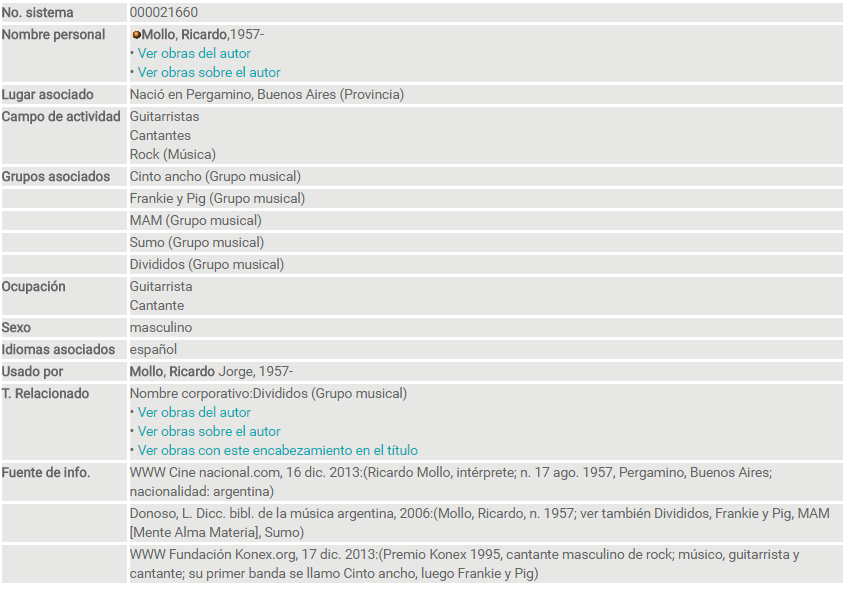 No. sistema 000021660
Nombre personal Mollo, Ricardo,1957-
• Ver obras del autor
• Ver obras sobre el autor
Lugar asociado Nació en Pergamino, Buenos Aires (Provincia)
Campo de actividad Guitarristas
Cantantes
Rock (Música)
Grupos asociados Cinto ancho (Grupo musical)
Frankie y Pig (Grupo musical)
MAM (Grupo musical)
Sumo (Grupo musical)
Divididos (Grupo musical)
Ocupación Guitarrista
Cantante
Sexo masculino
Idiomas asociados español
Usado por Mollo, Ricardo Jorge, 1957-
T. Relacionado Nombre corporativo:Divididos (Grupo musical)
• Ver obras del autor
• Ver obras sobre el autor
• Ver obras con este encabezamiento en el título
Fuente de info. WWW Cine nacional.com, 16 dic. 2013:(Ricardo Mollo, intérprete; n. 17 ago. 1957, Pergamino, Buenos Aires;
nacionalidad: argentina)
Donoso, L. Dicc. bibl. de la música argentina, 2006:(Mollo, Ricardo, n. 1957; ver también Divididos, Frankie y Pig, MAM
[Mente Alma Materia], Sumo)
WWW Fundación Konex.org, 17 dic. 2013:(Premio Konex 1995, cantante masculino de rock; músico, guitarrista y
cantante; su primer banda se llamo Cinto ancho, luego Frankie y Pig)